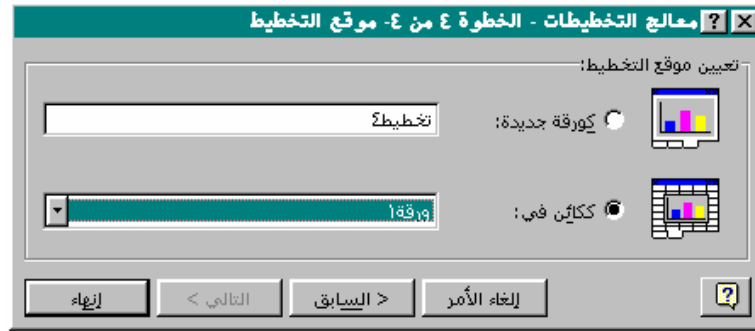 معالج التخطيطات - الخطوة ٤ من ٤- موقع التخطيط
تعيين موقع التخطيط:
كورقة جديدة: تخطيط٤
ككائن في: ورقة١
إلغاء الأمر < السابق التالي > إنهاء